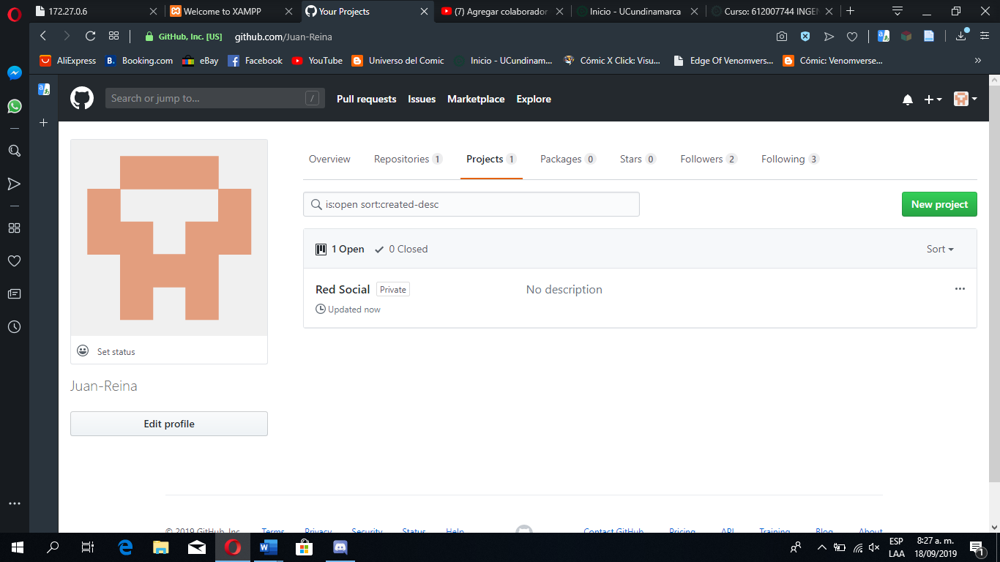 172.27.0.6
Welcome to XAMPP
Your Projects
(7) Agregar colaborador
Inicio - UCundinamarca
Curso: 612007744 INGEN
GitHub, Inc. [US]
github.com/Juan-Reina
AliExpress
B. Booking.com
eBay
Facebook
YouTube
Universo del Comic
Inicio - UCundinam...
Cómic X Click: Visu...
Edge Of Venomvers...
Cómic: Venomverse...
Search or jump to...
/
Pull requests
Issues
Marketplace
Explore
Overview
Repositories 1
Projects 1
Packages 0
Stars 0
Followers 2
Following 3
is:open sort:created-desc
New project
1 Open
0 Closed
Sort
Red Social
Private
No description
Updated now
Set status
Juan-Reina
Edit profile
© 2019 GitHub, Inc.
Terms
Privacy
Security
Status
Help
Contact GitHub
Pricing
API
Training
Blog
About
ESP
LAA
8:27 a. m.
18/09/2019
1